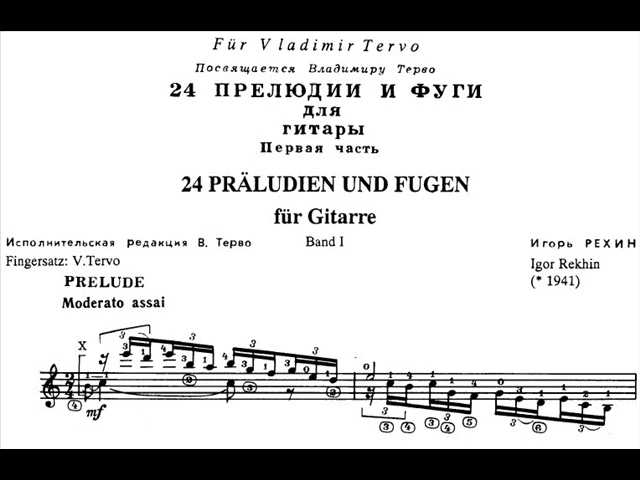 Für Vladimir Tervo
Посвящается Владимиру Терво
24 ПРЕЛЮДИИ И ФУГИ
для
гитары
Первая часть
24 PRÄLUDIEN UND FUGEN
für Gitarre
Исполнительская редакция В. Терво
Band I
Игорь РЕХИН
Fingersatz: V.Tervo
Igor Rekhin
(* 1941)
PRELUDE
Moderato assai
X
mf